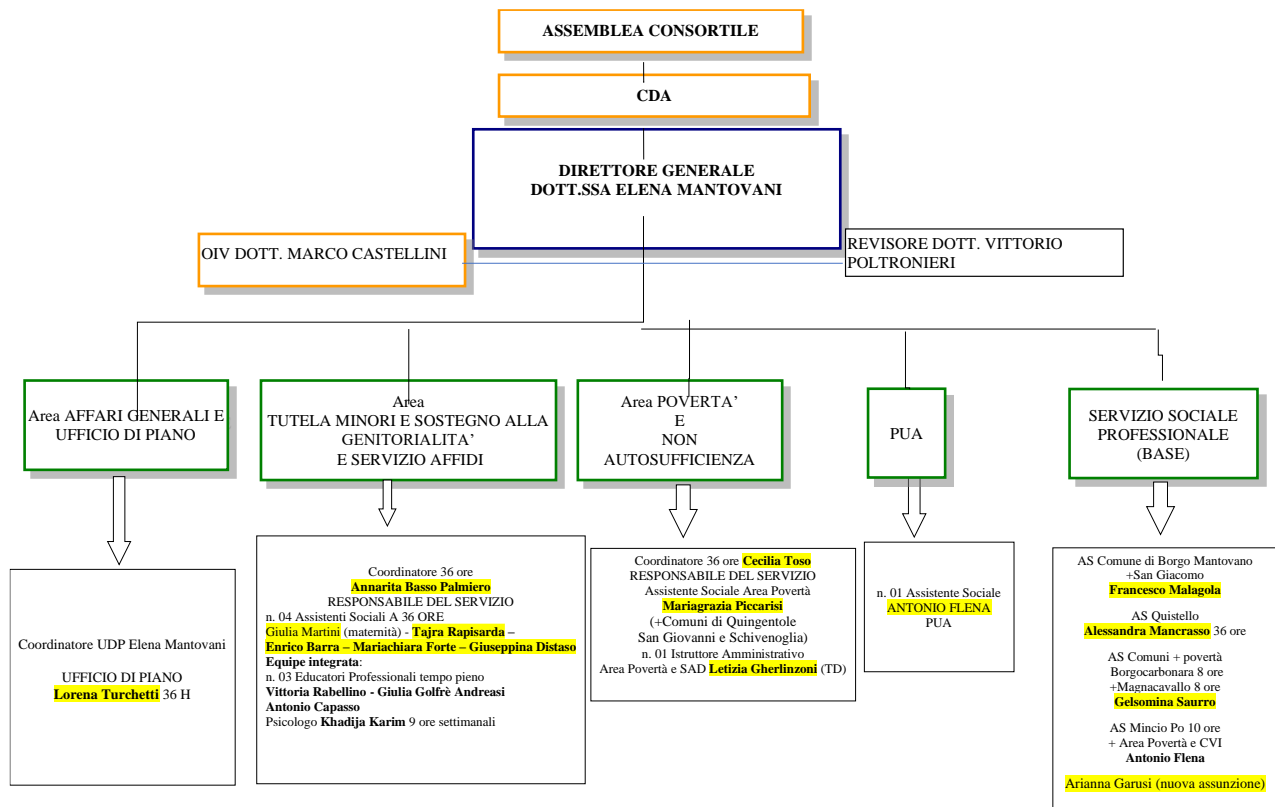 ASSEMBLEA CONSORTILE
CDA
DIRETTORE GENERALE
DOTT.SSA ELENA MANTOVANI
OIV DOTT. MARCO CASTELLINI
REVISORE DOTT. VITTORIO
POLTRONIERI
Area AFFARI GENERALI E
UFFICIO DI PIANO
Area
TUTELA MINORI E SOSTEGNO ALLA
GENITORIALITA’
E SERVIZIO AFFIDI
Area POVERTA’
E
NON
AUTOSUFFICIENZA
PUA
SERVIZIO SOCIALE
PROFESSIONALE
(BASE)
Coordinatore UDP Elena Mantovani
UFFICIO DI PIANO
Lorena Turchetti 36 H
Coordinatore 36 ore
Annarita Basso Palmiero
RESPONSABILE DEL SERVIZIO
n. 04 Assistenti Sociali A 36 ORE
Giulia Martini (maternità) - Tajra Rapisarda –
Enrico Barra – Mariachiara Forte – Giuseppina Distaso
Equipe integrata:
n. 03 Educatori Professionali tempo pieno
Vittoria Rabellino - Giulia Golfrè Andreasi
Antonio Capasso
Psicologo Khadija Karim 9 ore settimanali
Coordinatore 36 ore Cecilia Toso
RESPONSABILE DEL SERVIZIO
Assistente Sociale Area Povertà
Mariagrazia Piccarisi
(+Comuni di Quingentole
San Giovanni e Schivenoglia)
n. 01 Istruttore Amministrativo
Area Povertà e SAD Letizia Gherlinzoni (TD)
n. 01 Assistente Sociale
ANTONIO FLENA
PUA
AS Comune di Borgo Mantovano
+San Giacomo
Francesco Malagola
AS Quistello
Alessandra Mancrasso 36 ore
AS Comuni + povertà
Borgocarbonara 8 ore
+Magnacavallo 8 ore
Gelsomina Saurro
AS Mincio Po 10 ore
+ Area Povertà e CVI
Antonio Flena
Arianna Garusi (nuova assunzione)